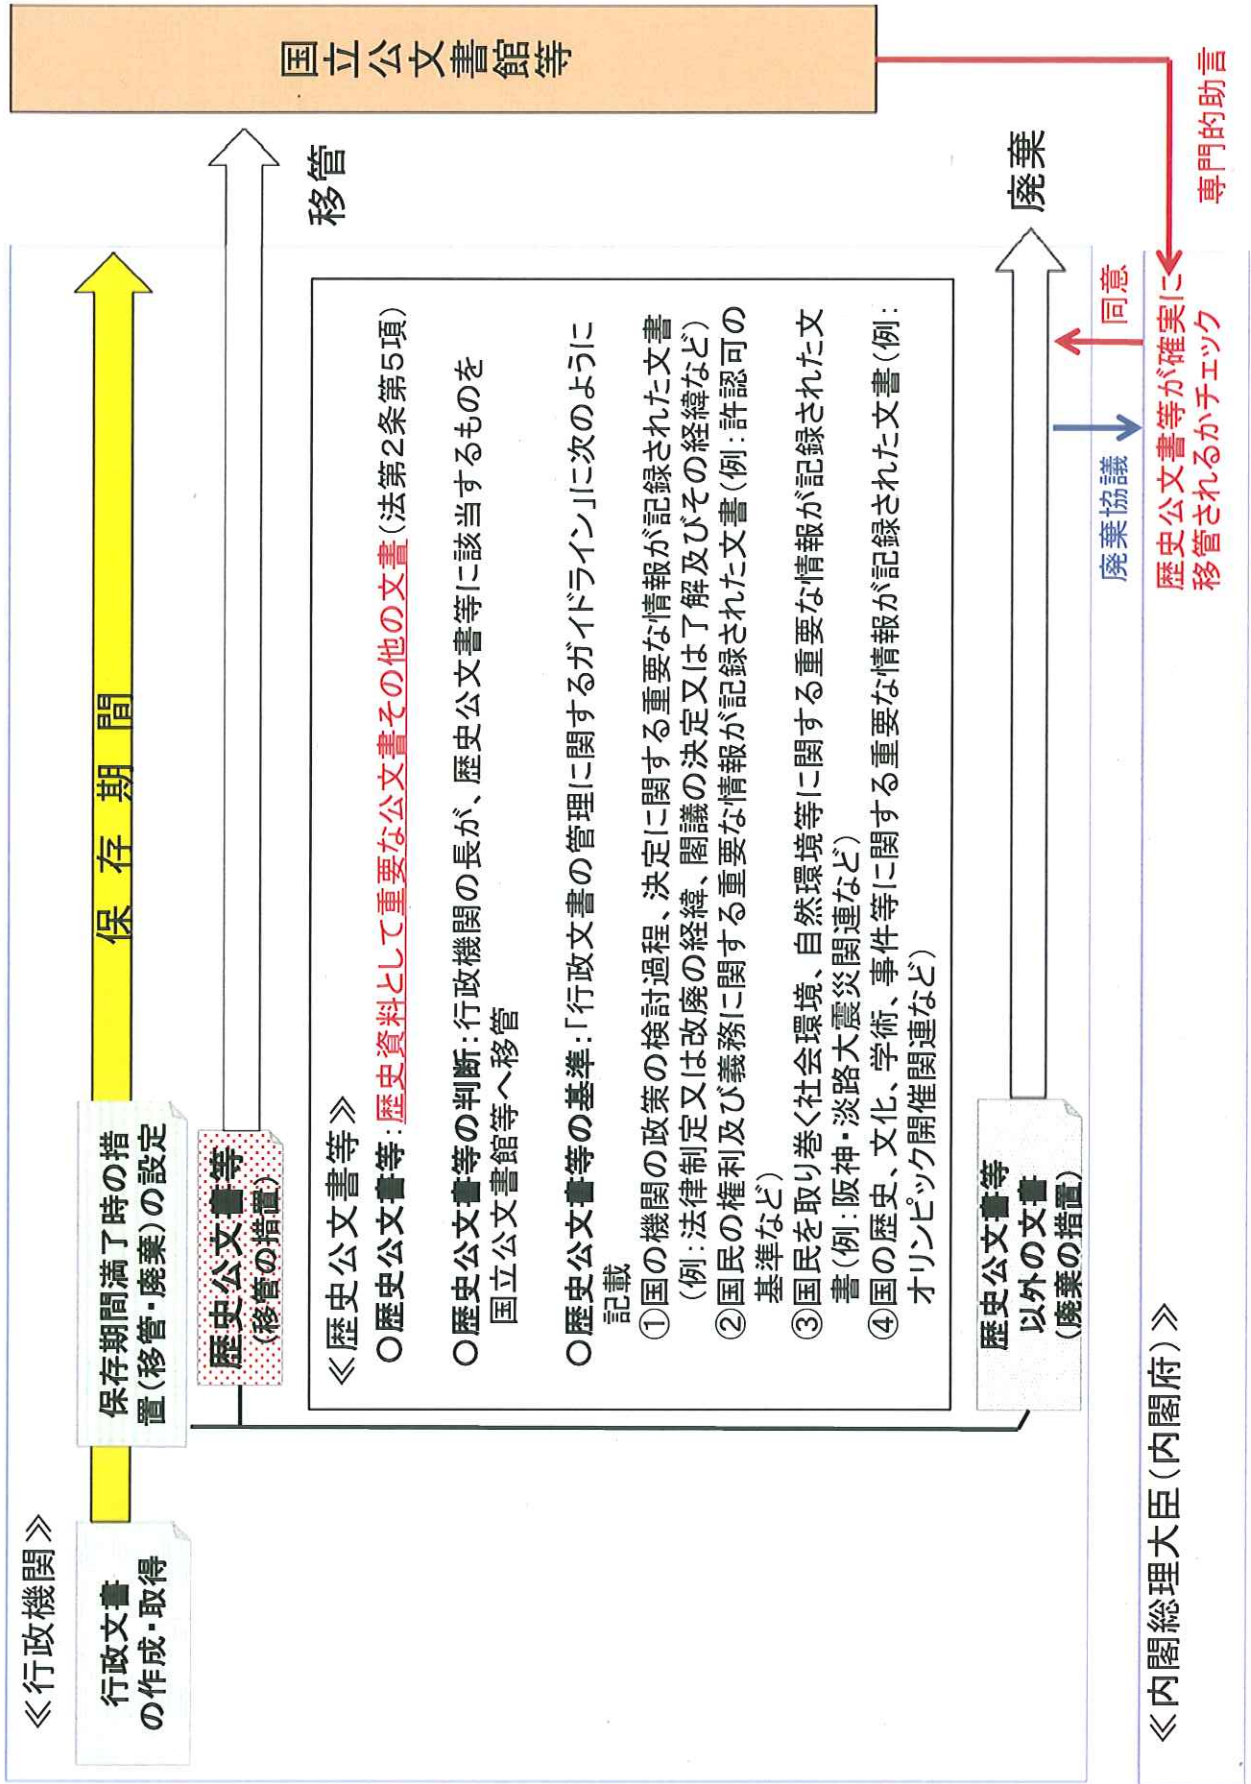 ≪行政機関≫
行政文書
の作成・取得
保存期間満了時の措
置(移管・廃棄)の設定
保存期間
歴史公文書等
(移管の措置)
移管
国立公文書館等
≪歴史公文書等≫
○歴史公文書等:歴史資料として重要な公文書その他の文書(法第2条第5項)
○歴史公文書等の判断:行政機関の長が、歴史公文書等に該当するものを
国立公文書館等へ移管
○歴史公文書等の基準:「行政文書の管理に関するガイドライン」に次のように
記載
①国の機関の政策の検討過程、決定に関する重要な情報が記録された文書
(例:法律制定又は改廃の経緯、閣議の決定又は了解及びその経緯など)
②国民の権利及び義務に関する重要な情報が記録された文書(例:許認可の
基準など)
③国民を取り巻く社会環境、自然環境等に関する重要な情報が記録された文
書(例:阪神・淡路大震災関連など)
④国の歴史、文化、学術、事件等に関する重要な情報が記録された文書(例:
オリンピック開催関連など)
歴史公文書等
以外の文書
(廃棄の措置)
廃棄
廃棄協議
同意
≪内閣総理大臣(内閣府)≫
歴史公文書等が確実に
移管されるかチェック
専門的助言